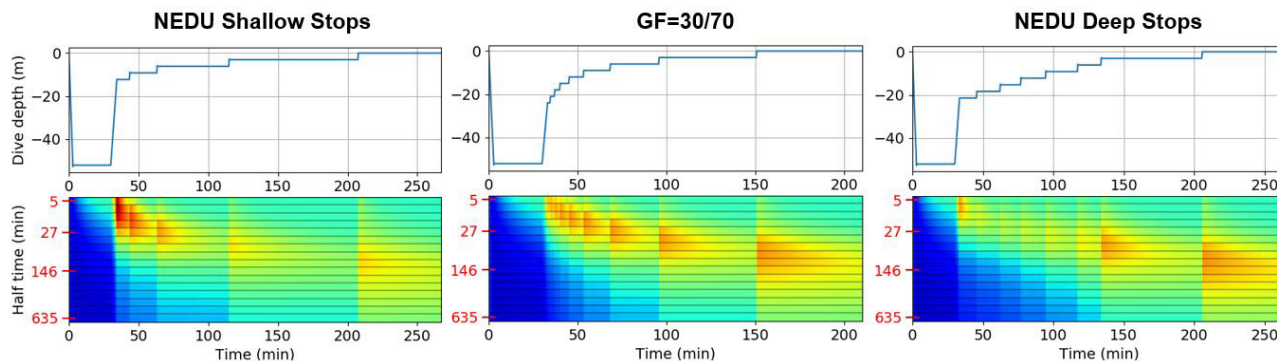 NEDU Shallow Stops
GF=30/70
NEDU Deep Stops
Dive depth (m)
0
−20
−40
0 50 100 150 200 250
0
−20
−40
0 50 100 150 200
0
−20
−40
0 50 100 150 200 250
Half time (min)
5
27
146
635
0 50 100 150 200 250
Time (min)
5
27
146
635
0 50 100 150 200
Time (min)
5
27
146
635
0 50 100 150 200 250
Time (min)